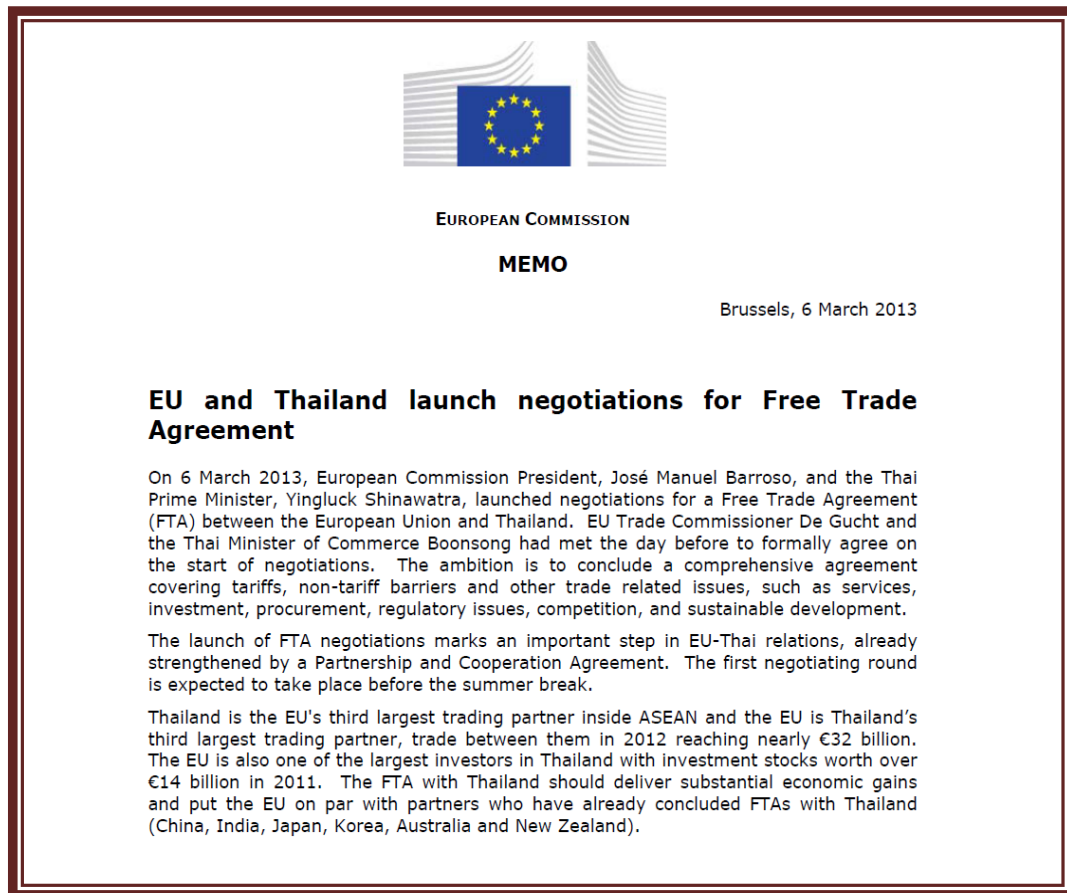 EUROPEAN COMMISSION
MEMO
Brussels, 6 March 2013
EU and Thailand launch negotiations for Free Trade
Agreement
On 6 March 2013, European Commission President, José Manuel Barroso, and the Thai
Prime Minister, Yingluck Shinawatra, launched negotiations for a Free Trade Agreement
(FTA) between the European Union and Thailand.  EU Trade Commissioner De Gucht and
the Thai Minister of Commerce Boonsong had met the day before to formally agree on
the start of negotiations.  The ambition is to conclude a comprehensive agreement
covering tariffs, non-tariff barriers and other trade related issues, such as services,
investment, procurement, regulatory issues, competition, and sustainable development.
The launch of FTA negotiations marks an important step in EU-Thai relations, already
strengthened by a Partnership and Cooperation Agreement.  The first negotiating round
is expected to take place before the summer break.
Thailand is the EU's third largest trading partner inside ASEAN and the EU is Thailand’s
third largest trading partner, trade between them in 2012 reaching nearly €32 billion.
The EU is also one of the largest investors in Thailand with investment stocks worth over
€14 billion in 2011.  The FTA with Thailand should deliver substantial economic gains
and put the EU on par with partners who have already concluded FTAs with Thailand
(China, India, Japan, Korea, Australia and New Zealand).